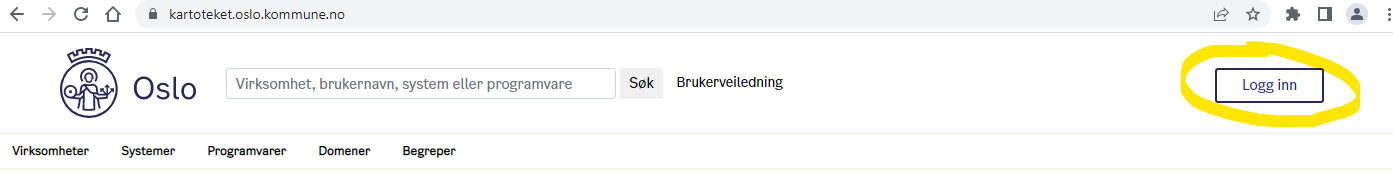 kartoteket.oslo.kommune.no
Oslo
Virksomhet, brukernavn, system eller programvare
Søk
Brukerveiledning
Logg inn
Virksomheter Systemer Programvarer Domener Begreper